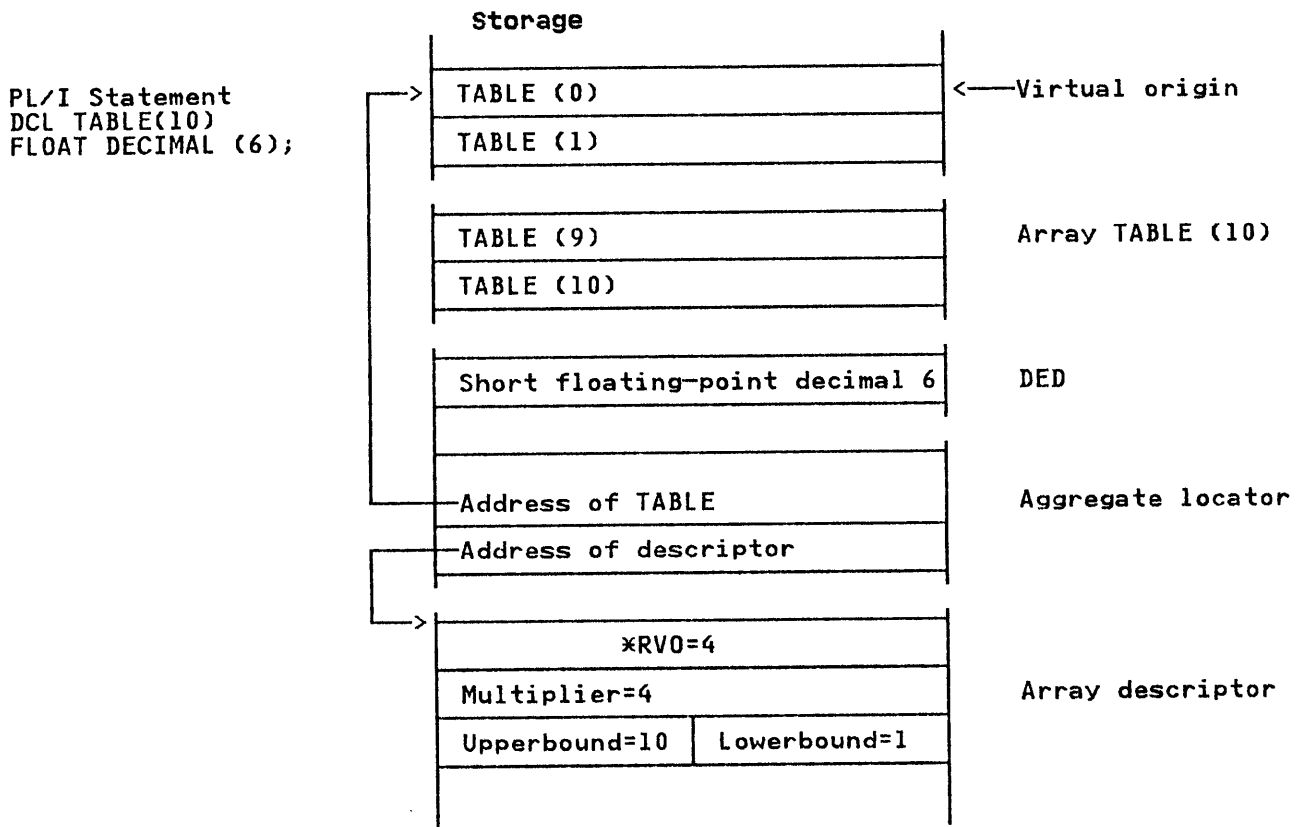 Storage
PL/I Statement
DCL TABLE(10)
FLOAT DECIMAL (6);
TABLE (0)
Virtual origin
TABLE (1)
TABLE (9)
Array TABLE (10)
TABLE (10)
Short floating-point decimal 6
DED
Address of TABLE
Aggregate locator
Address of descriptor
*RVO=4
Multiplier=4
Array descriptor
Upperbound=10
Lowerbound=1